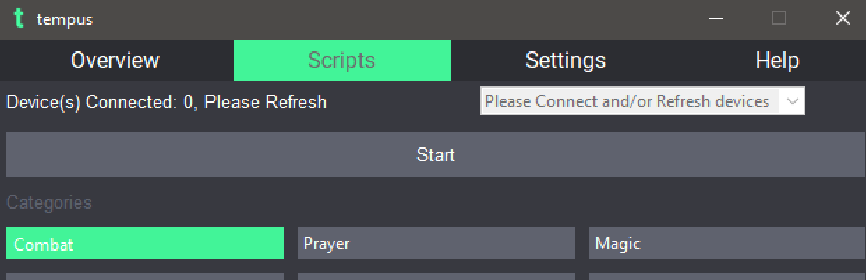 tempus
Overview Scripts Settings Help
Device(s) Connected: 0, Please Refresh Please Connect and/or Refresh devices
Start
Categories
Combat Prayer Magic